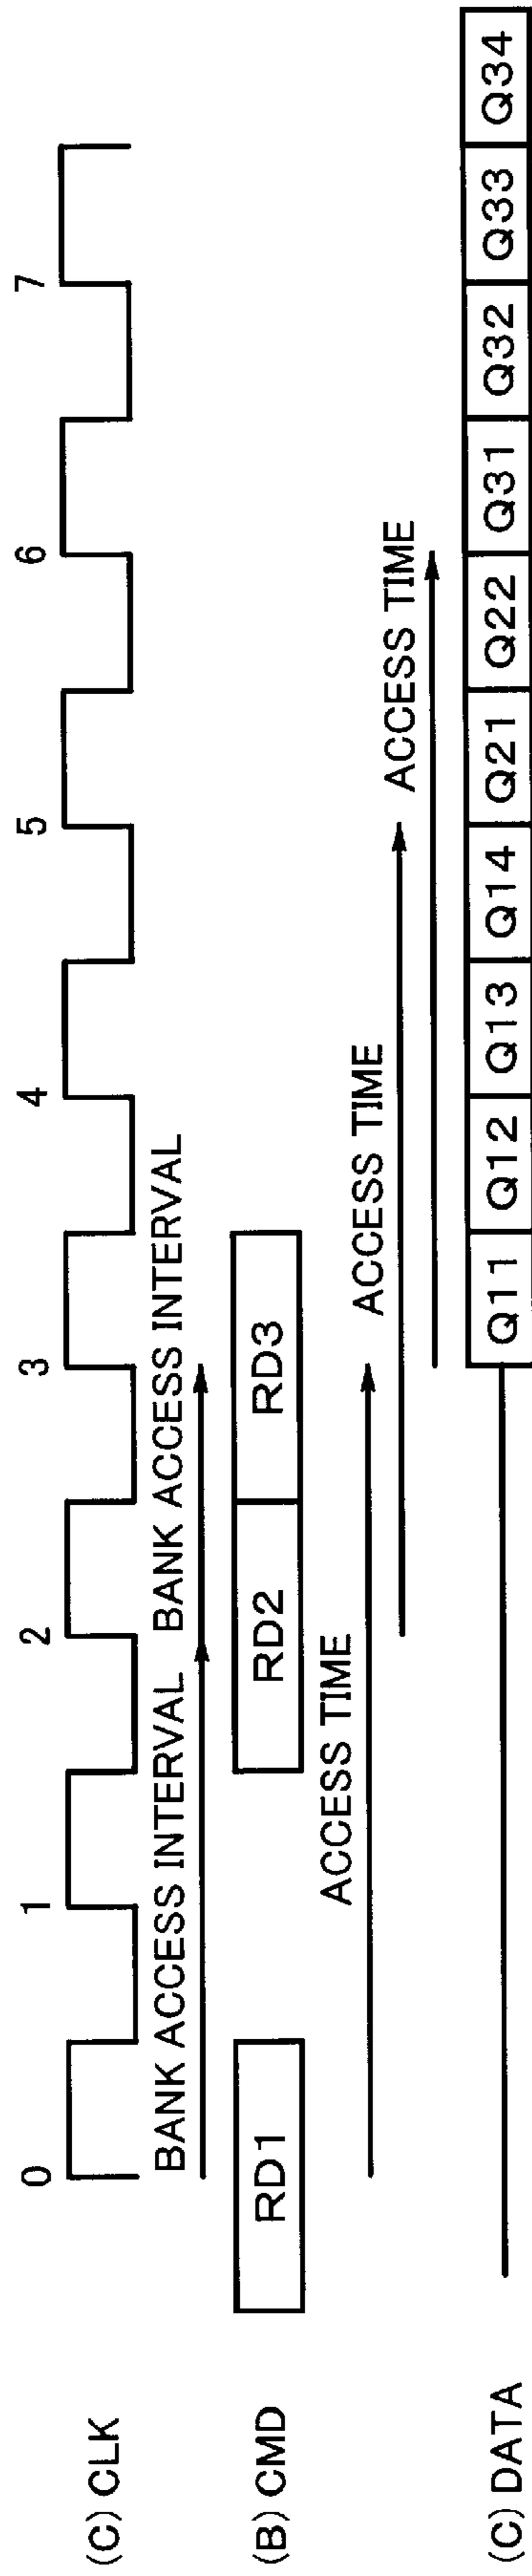 0 1 2 3 4 5 6 7
(C) CLK
BANK ACCESS INTERVAL BANK ACCESS INTERVAL
(B) CMD RD1 RD2 RD3
ACCESS TIME
ACCESS TIME
ACCESS TIME
(C) DATA Q11 Q12 Q13 Q14 Q21 Q22 Q31 Q32 Q33 Q34